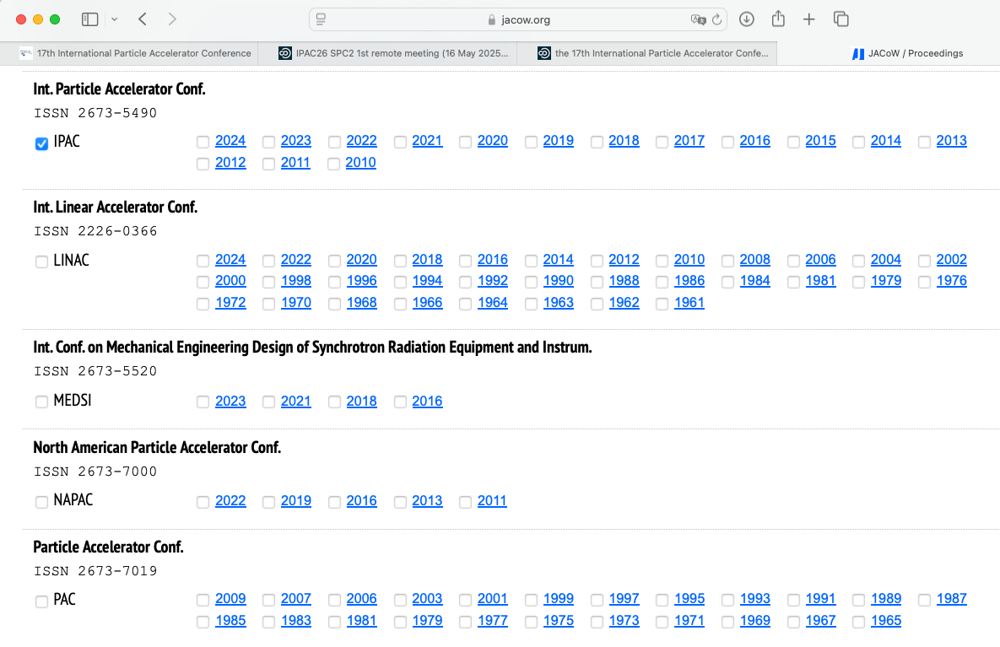 jacow.org
17th International Particle Accelerator Conference
IPAC26 SPC2 1st remote meeting (16 May 2025...
the 17th International Particle Accelerator Confe...
JACoW / Proceedings
Int. Particle Accelerator Conf.
ISSN 2673-5490
IPAC 2024 2023 2022 2021 2020 2019 2018 2017 2016 2015 2014 2013
2012 2011 2010
Int. Linear Accelerator Conf.
ISSN 2226-0366
LINAC 2024 2022 2020 2018 2016 2014 2012 2010 2008 2006 2004 2002
2000 1998 1996 1994 1992 1990 1988 1986 1984 1981 1979 1976
1972 1970 1968 1966 1964 1963 1962 1961
Int. Conf. on Mechanical Engineering Design of Synchrotron Radiation Equipment and Instrum.
ISSN 2673-5520
MEDSI 2023 2021 2018 2016
North American Particle Accelerator Conf.
ISSN 2673-7000
NAPAC 2022 2019 2016 2013 2011
Particle Accelerator Conf.
ISSN 2673-7019
PAC 2009 2007 2006 2003 2001 1999 1997 1995 1993 1991 1989 1987
1985 1983 1981 1979 1977 1975 1973 1971 1969 1967 1965